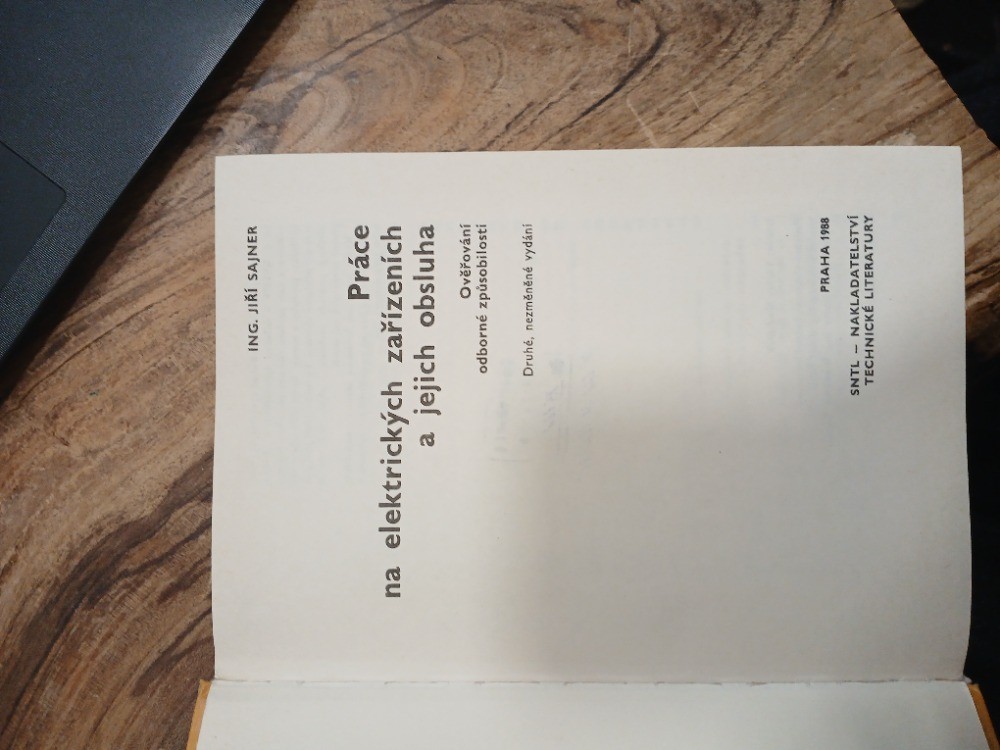 ING. JIŘÍ SAJNER
Práce
na elektrických zařízeních
a jejich obsluha
Ověřování
odborné způsobilosti
Druhé, nezměněné vydání
PRAHA 1988
SNTL — NAKLADATELSTVÍ
TECHNICKÉ LITERATURY